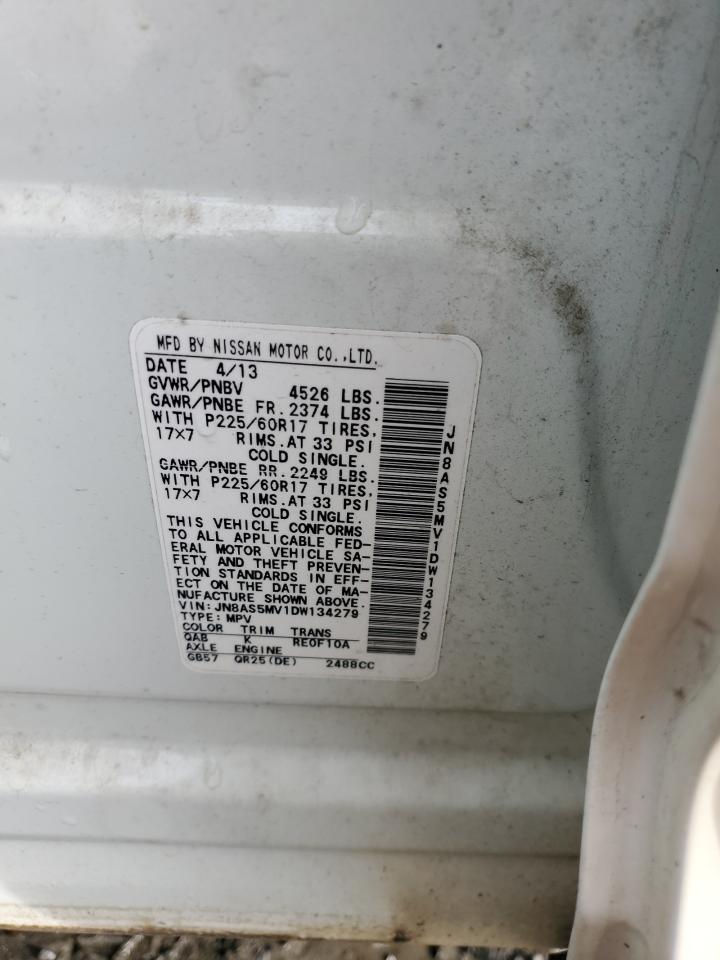 MFD BY NISSAN MOTOR CO.,LTD.
DATE 4/13
GVWR/PNBV 4526 LBS.
GAWR/PNBE FR. 2374 LBS.
WITH P225/60R17 TIRES,
17×7 RIMS.AT 33 PSI
COLD SINGLE.
GAWR/PNBE RR. 2249 LBS.
WITH P225/60R17 TIRES,
17×7 RIMS.AT 33 PSI
COLD SINGLE.
THIS VEHICLE CONFORMS
TO ALL APPLICABLE FED-
ERAL MOTOR VEHICLE SA-
FETY AND THEFT PREVEN-
TION STANDARDS IN EFF-
ECT ON THE DATE OF MA-
NUFACTURE SHOWN ABOVE.
VIN:JN8AS5MV1DW134279
TYPE:MPV
COLOR TRIM TRANS
QAB K RE0F10A
AXLE ENGINE
GB57 QR25(DE) 2488CC
JN8AS5MV1DW134279